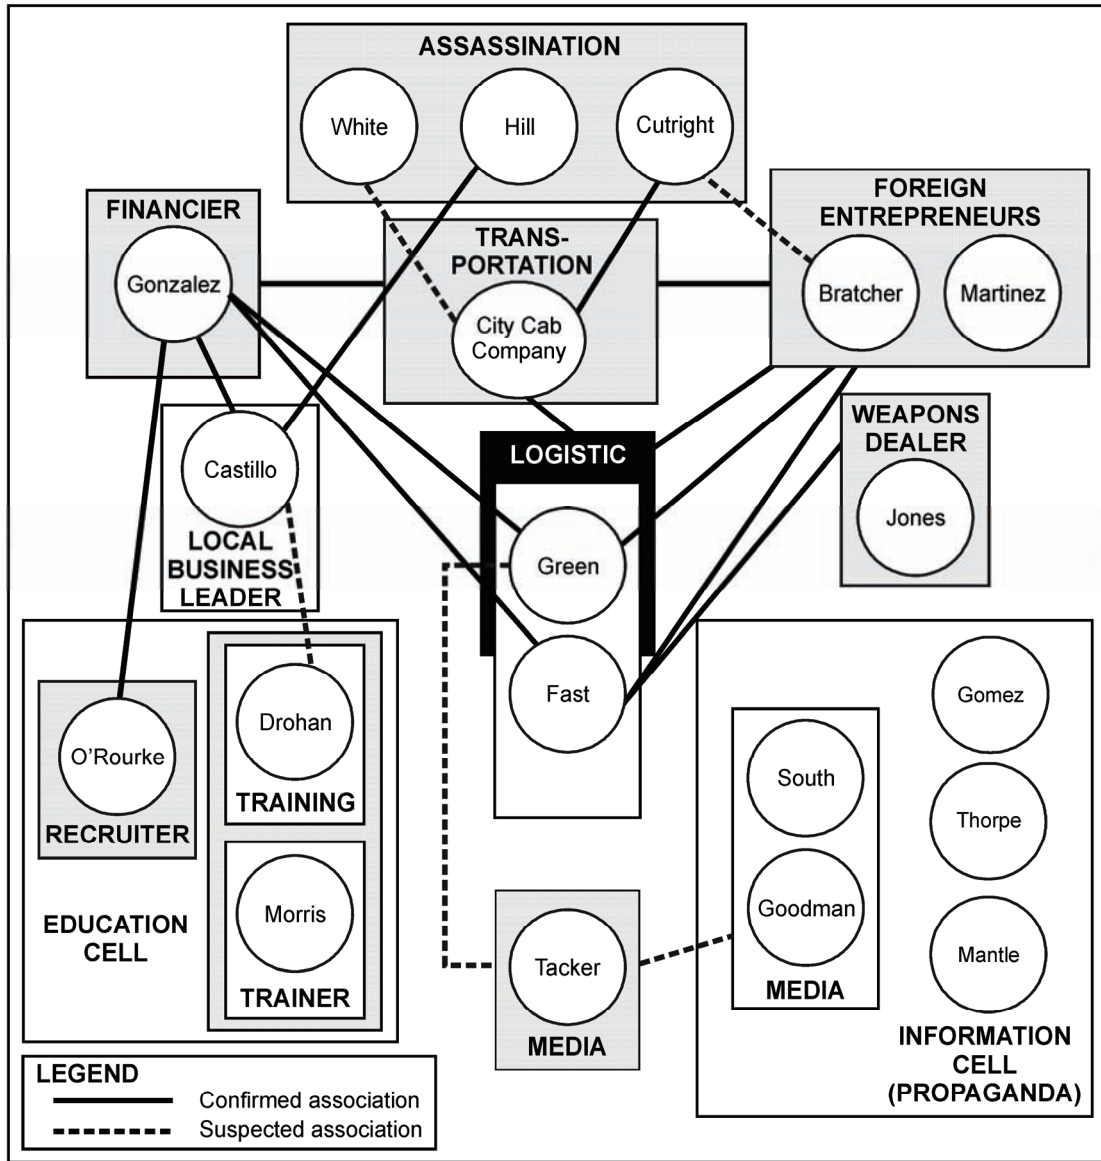 ASSASSINATION
White
Hill
Cutright
FINANCIER
Gonzalez
TRANS-
PORTATION
City Cab
Company
FOREIGN
ENTREPRENEURS
Bratcher
Martinez
Castillo
LOCAL
BUSINESS
LEADER
LOGISTIC
Green
Fast
WEAPONS
DEALER
Jones
O'Rourke
RECRUITER
Drohan
TRAINING
Morris
TRAINER
EDUCATION
CELL
Tacker
MEDIA
South
Goodman
MEDIA
Gomez
Thorpe
Mantle
INFORMATION
CELL
(PROPAGANDA)
LEGEND
Confirmed association
Suspected association